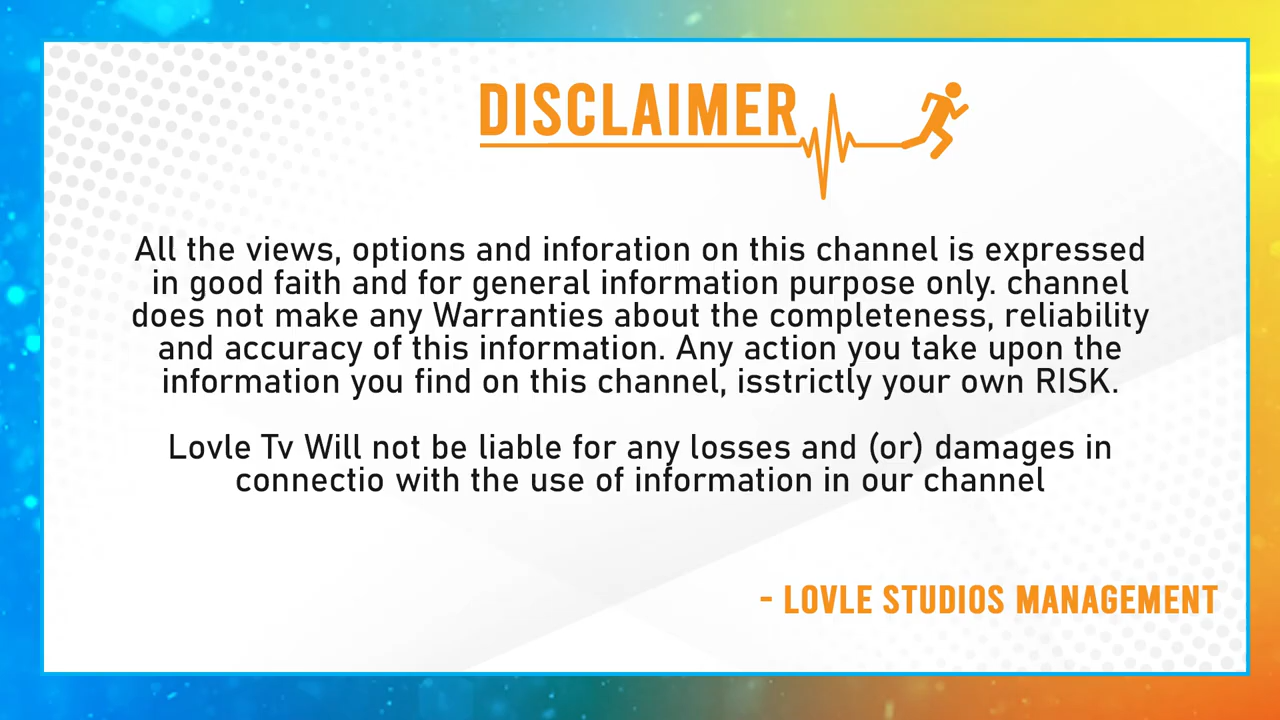 DISCLAIMER
All the views, options and inforation on this channel is expressed
in good faith and for general information purpose only. channel
does not make any Warranties about the completeness, reliability
and accuracy of this information. Any action you take upon the
information you find on this channel, isstrictly your own RISK.
Lovle Tv Will not be liable for any losses and (or) damages in
connectio with the use of information in our channel
- LOVLE STUDIOS MANAGEMENT